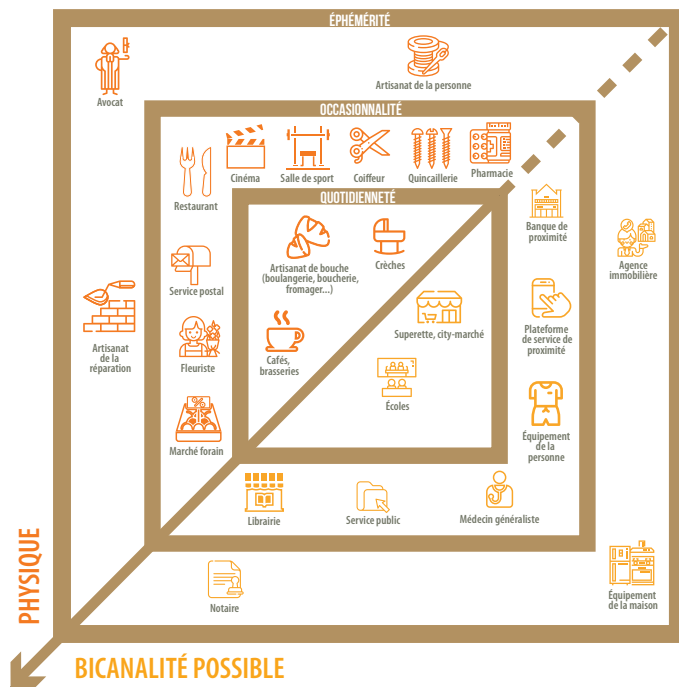 ÉPHÉMÉRITÉ
Avocat
Artisanat de la personne
OCCASIONNALITÉ
Restaurant
Cinéma
Salle de sport
Coiffeur
Quincaillerie
Pharmacie
QUOTIDIENNETÉ
Artisanat de bouche
(boulangerie, boucherie,
fromager...)
Crèches
Banque de
proximité
Agence
immobilière
Service postal
Superette, city-marché
Plateforme
de service de
proximité
Artisanat
de la
réparation
Fleuriste
Cafés,
brasseries
Écoles
Marché forain
Équipement
de la
personne
Librairie
Service public
Médecin généraliste
Notaire
Équipement
de la maison
PHYSIQUE
BICANALITÉ POSSIBLE